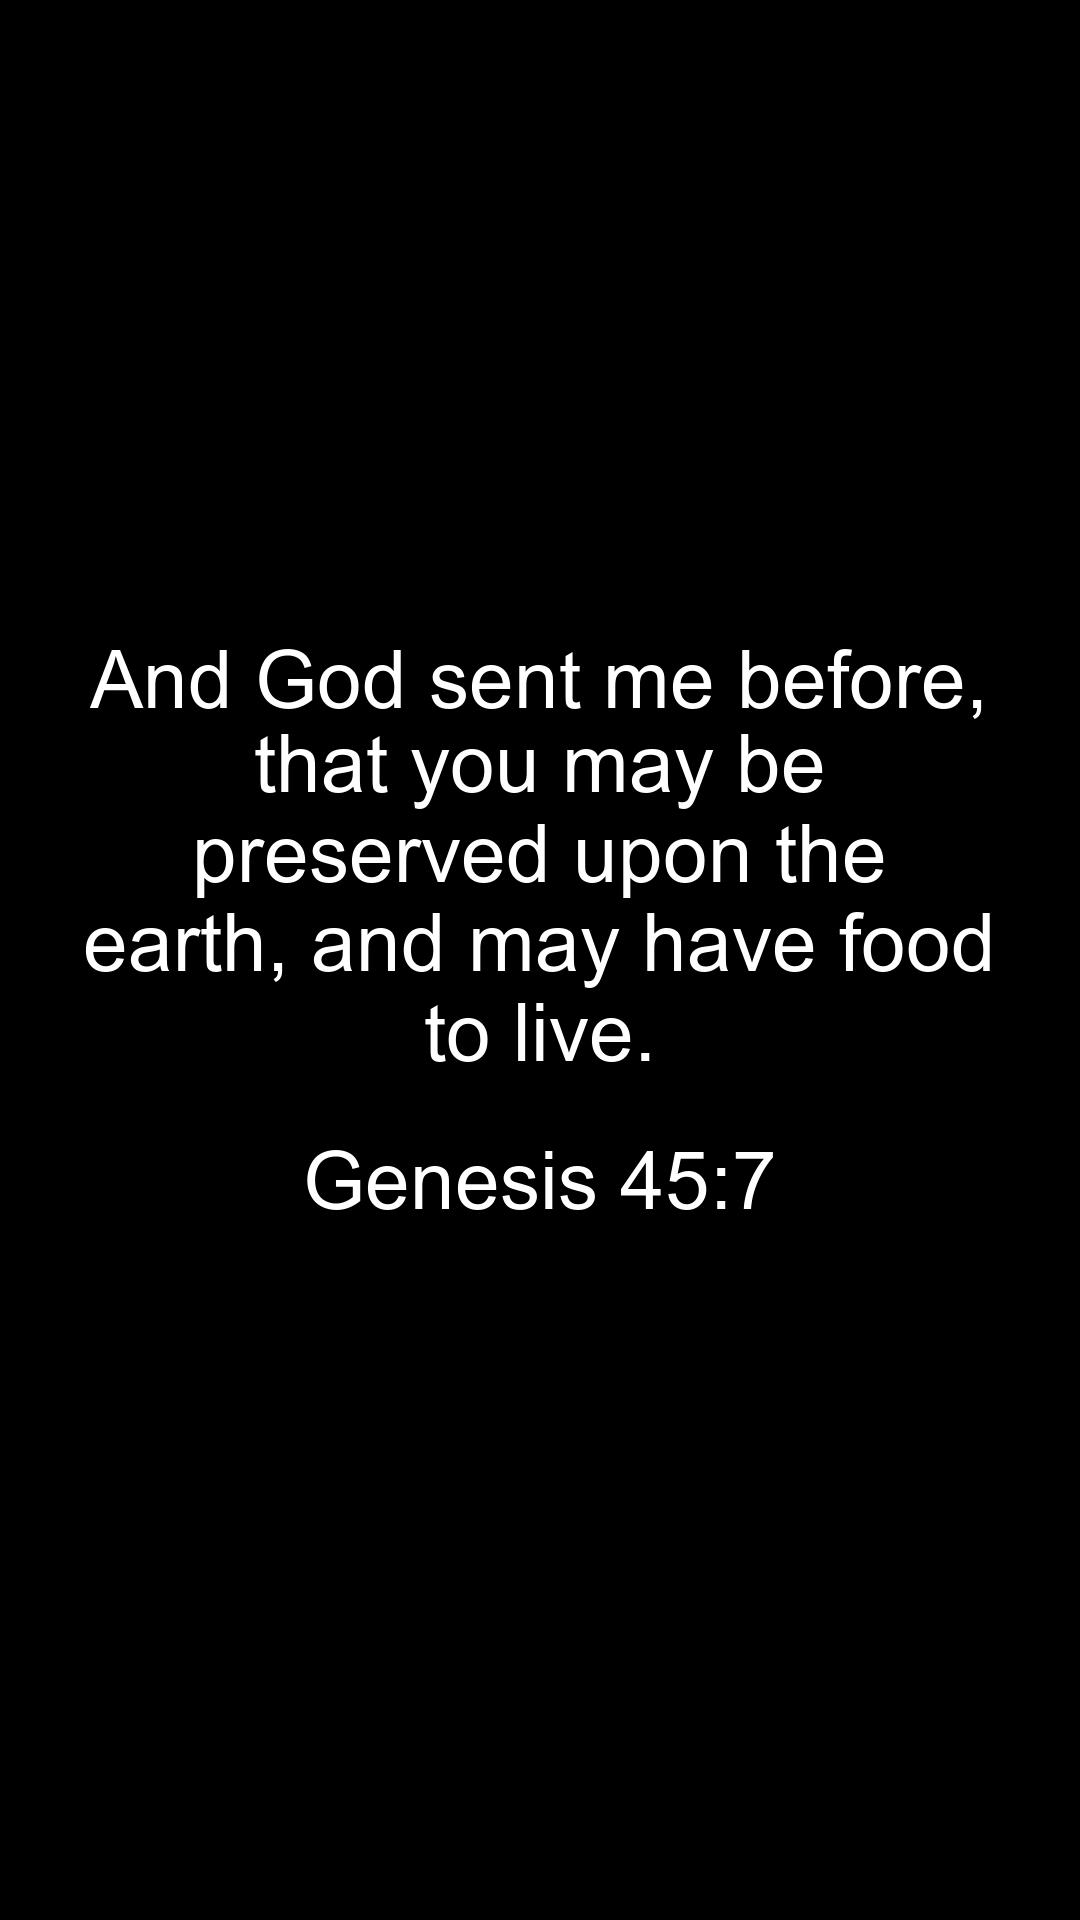 And God sent me before,
that you may be
preserved upon the
earth, and may have food
to live.
Genesis 45:7